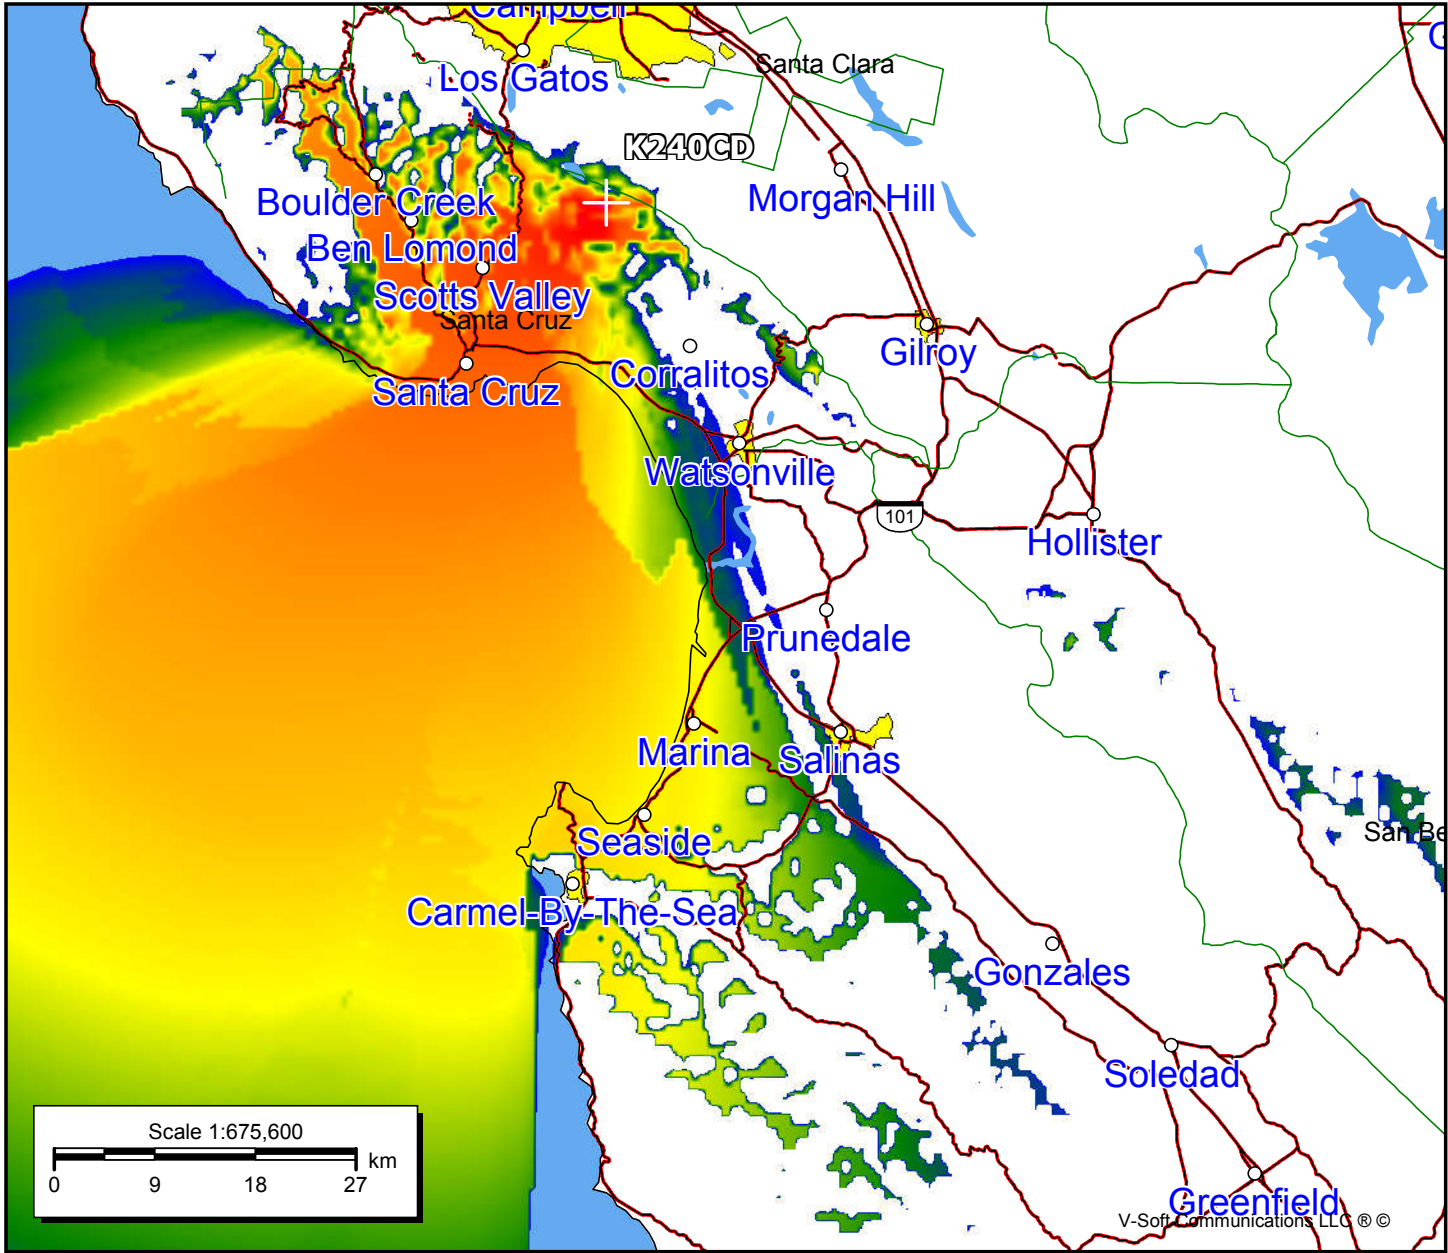 Campbell
Los Gatos
Santa Clara
K240CD
Morgan Hill
Boulder Creek
Ben Lomond
Scotts Valley
Santa Cruz
Gilroy
Corralitos
Santa Cruz
Watsonville
101
Hollister
Prunedale
Marina
Salinas
Seaside
San Be
Carmel-By-The-Sea
Gonzales
Soledad
Greenfield
Scale 1:675,600
km
0 9 18 27
V-Soft Communications LLC ® ©